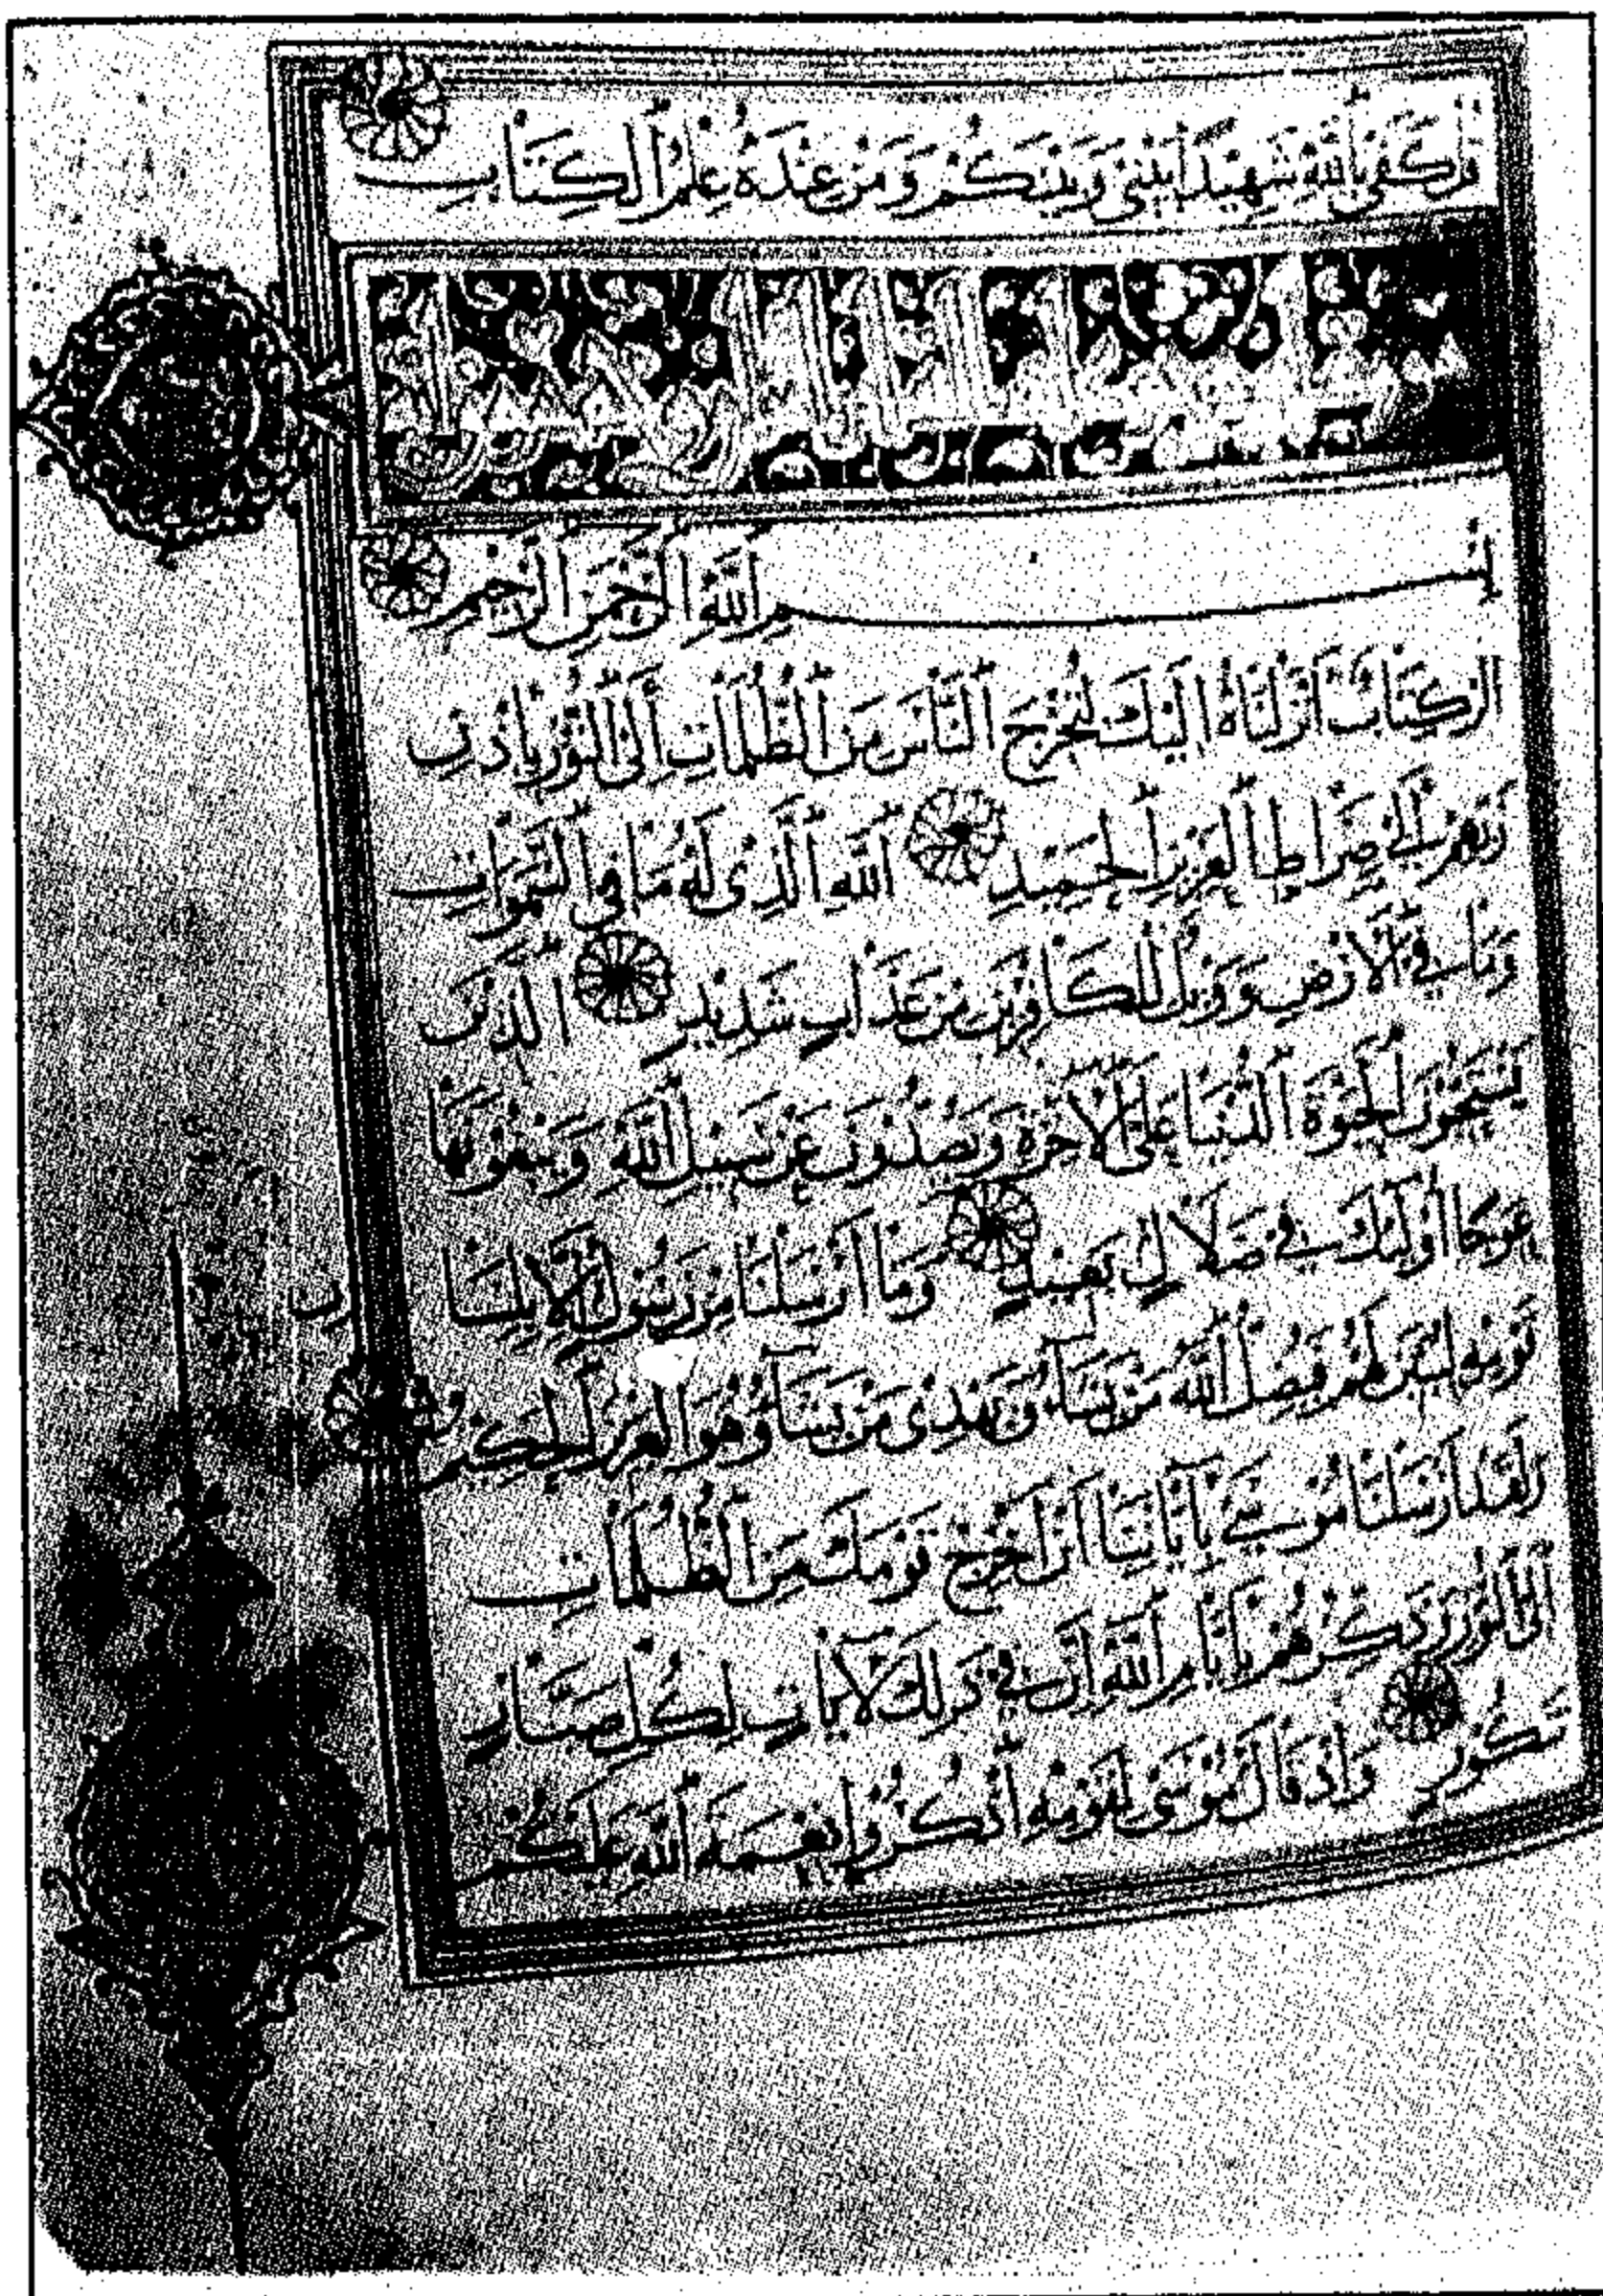 قُلْ كَفَىٰ بِاللَّهِ شَهِيدًا بَيْنِي وَبَيْنَكُمْ وَمَنْ عِنْدَهُ عِلْمُ الْكِتَابِ
بِسْمِ اللَّهِ الرَّحْمَنِ الرَّحِيمِ
الر كِتَابٌ أَنْزَلْنَاهُ إِلَيْكَ لِتُخْرِجَ النَّاسَ مِنَ الظُّلُمَاتِ إِلَى النُّورِ بِإِذْنِ
رَبِّهِمْ إِلَى صِرَاطِ الْعَزِيزِ الْحَمِيدِ اللَّهِ الَّذِي لَهُ مَا فِي السَّمَوَاتِ
وَمَا فِي الْأَرْضِ وَوَيْلٌ لِلْكَافِرِينَ مِنْ عَذَابٍ شَدِيدٍ الَّذِينَ
يَسْتَحِبُّونَ الْحَيَوةَ الدُّنْيَا عَلَى الْآخِرَةِ وَيَصُدُّونَ عَنْ سَبِيلِ اللَّهِ وَيَبْغُونَهَا
عِوَجًا أُولَئِكَ فِي ضَلَالٍ بَعِيدٍ وَمَا أَرْسَلْنَا مِنْ رَسُولٍ إِلَّا بِلِسَانِ
قَوْمِهِ لِيُبَيِّنَ لَهُمْ فَيُضِلُّ اللَّهُ مَنْ يَشَاءُ وَيَهْدِي مَنْ يَشَاءُ وَهُوَ الْعَزِيزُ الْحَكِيمُ وَ
لَقَدْ أَرْسَلْنَا مُوسَىٰ بِآيَاتِنَا أَنْ أَخْرِجْ قَوْمَكَ مِنَ الظُّلُمَاتِ
إِلَى النُّورِ وَذَكِّرْهُمْ بِأَيَّامِ اللَّهِ إِنَّ فِي ذَلِكَ لَآيَاتٍ لِكُلِّ صَبَّارٍ
شَكُورٍ وَإِذْ قَالَ مُوسَى لِقَوْمِهِ اذْكُرُوا نِعْمَةَ اللَّهِ عَلَيْكُمْ